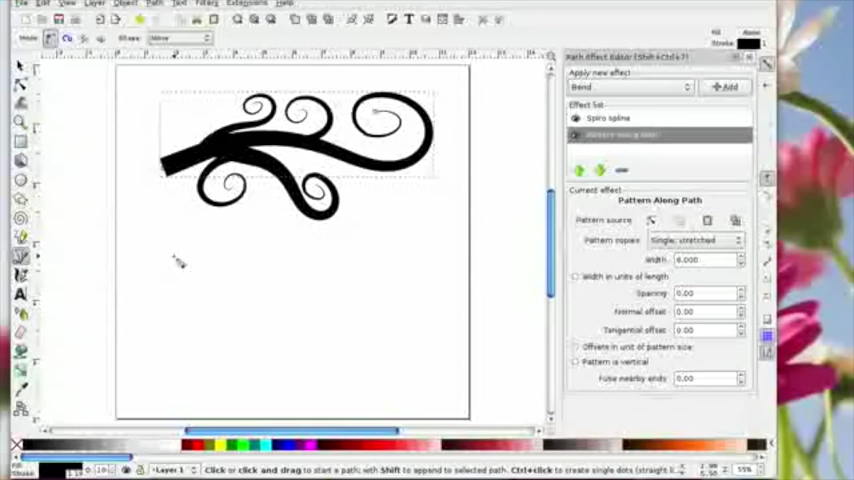 File Edit View Layer Object Path Text Filters Extensions Help
Mode: Shape: None
Fill: None
Stroke: 1
Path Effect Editor (Shift+Ctrl+7)
Apply new effect
Bend Add
Effect list
Spiro spline
Pattern along path
Current effect
Pattern Along Path
Pattern source
Pattern copies Single, stretched
Width 6.000
Width in units of length
Spacing 0.00
Normal offset 0.00
Tangential offset 0.00
Offsets in unit of pattern size
Pattern is vertical
Fuse nearby ends 0.00
Fill:
Stroke:
Layer 1
Click or click and drag to start a path; with Shift to append to selected path. Ctrl+click to create single dots (straight l
Z: 55%